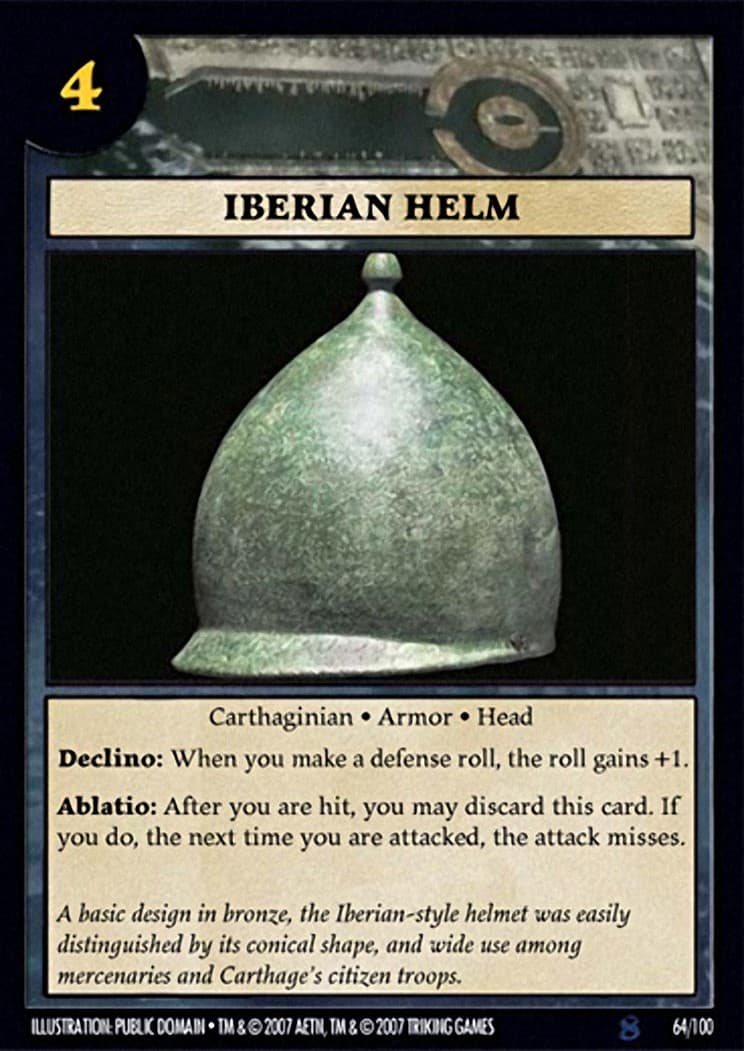 4
IBERIAN HELM
Carthaginian • Armor • Head
Declino: When you make a defense roll, the roll gains +1.
Ablatio: After you are hit, you may discard this card. If
you do, the next time you are attacked, the attack misses.
A basic design in bronze, the Iberian-style helmet was easily
distinguished by its conical shape, and wide use among
mercenaries and Carthage's citizen troops.
ILLUSTRATION: PUBLIC DOMAIN • TM & © 2007 AETN, TM & © 2007 TRIKING GAMES
64/100